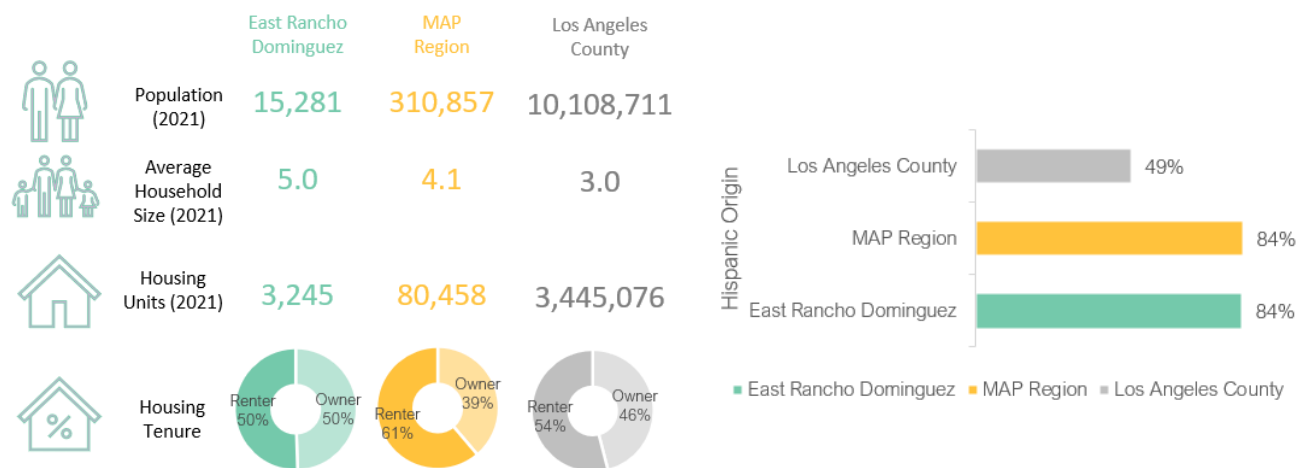 East Rancho
Dominguez
MAP
Region
Los Angeles
County
Population
(2021)
15,281
310,857
10,108,711
Average
Household
Size (2021)
5.0
4.1
3.0
Housing
Units (2021)
3,245
80,458
3,445,076
Housing
Tenure
Renter
50%
Owner
50%
Renter
61%
Owner
39%
Renter
54%
Owner
46%
Hispanic Origin
Los Angeles County
49%
MAP Region
84%
East Rancho Dominguez
84%
East Rancho Dominguez MAP Region Los Angeles County
%